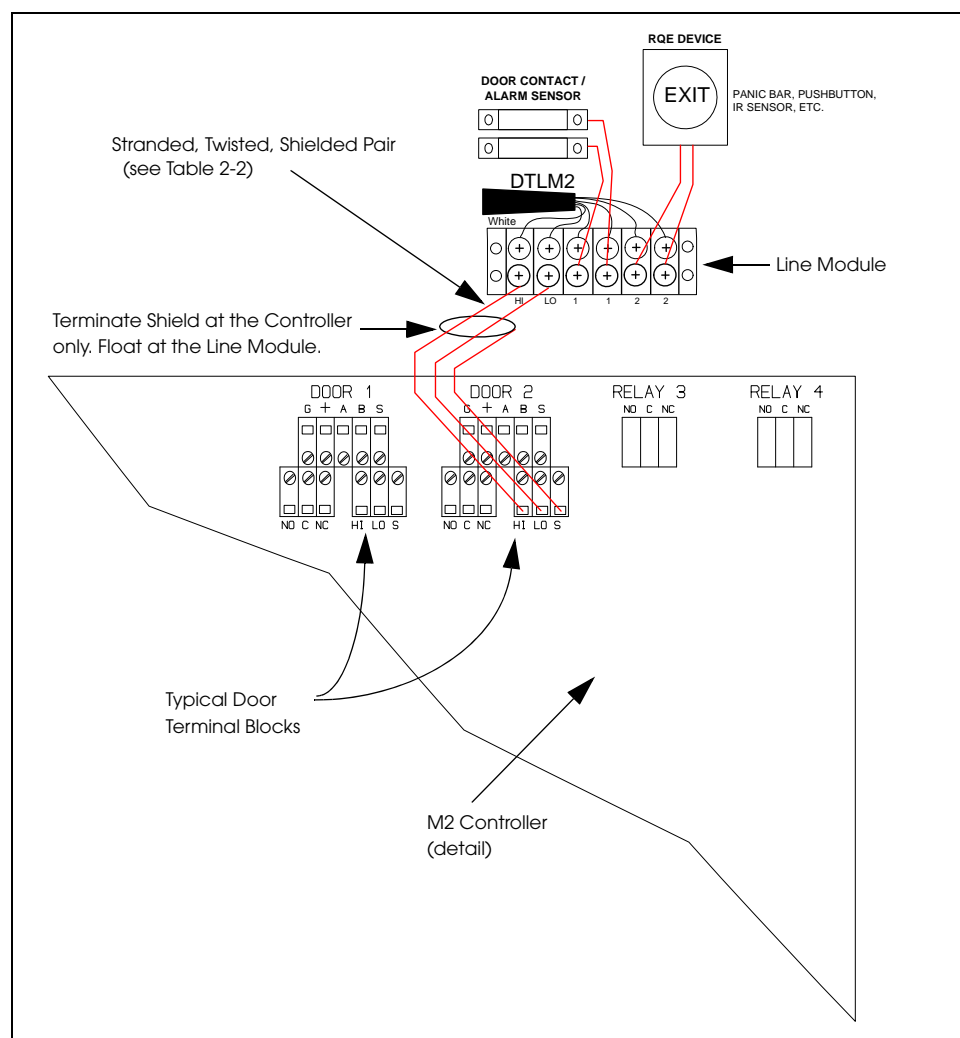 RQE DEVICE
EXIT
PANIC BAR, PUSHBUTTON,
IR SENSOR, ETC.
DOOR CONTACT /
ALARM SENSOR
Stranded, Twisted, Shielded Pair
(see Table 2-2)
DTLM2
White
HI LO 1 1 2 2
Line Module
Terminate Shield at the Controller
only. Float at the Line Module.
DOOR 1
G + A B S
NO C NC HI LO S
DOOR 2
G + A B S
NO C NC HI LO S
RELAY 3
NO C NC
RELAY 4
NO C NC
Typical Door
Terminal Blocks
M2 Controller
(detail)